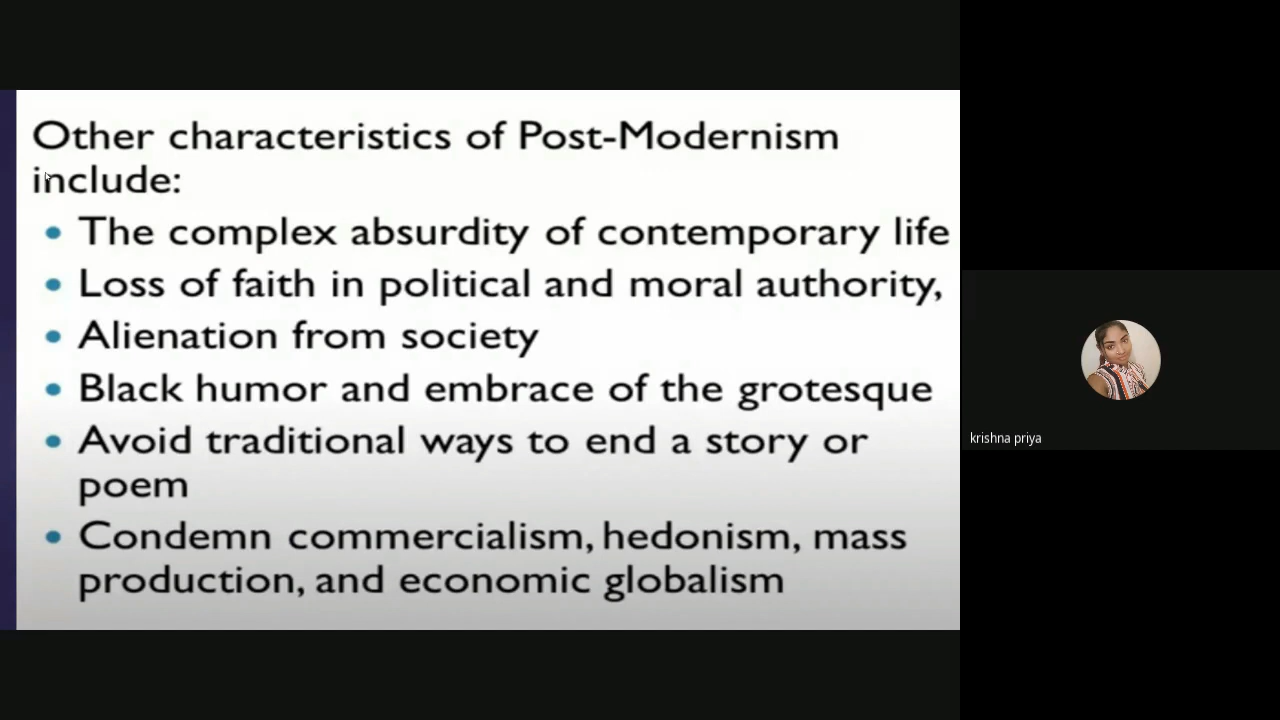 Other characteristics of Post-Modernism
include:
• The complex absurdity of contemporary life
• Loss of faith in political and moral authority,
• Alienation from society
• Black humor and embrace of the grotesque
• Avoid traditional ways to end a story or
poem
• Condemn commercialism, hedonism, mass
production, and economic globalism
krishna priya